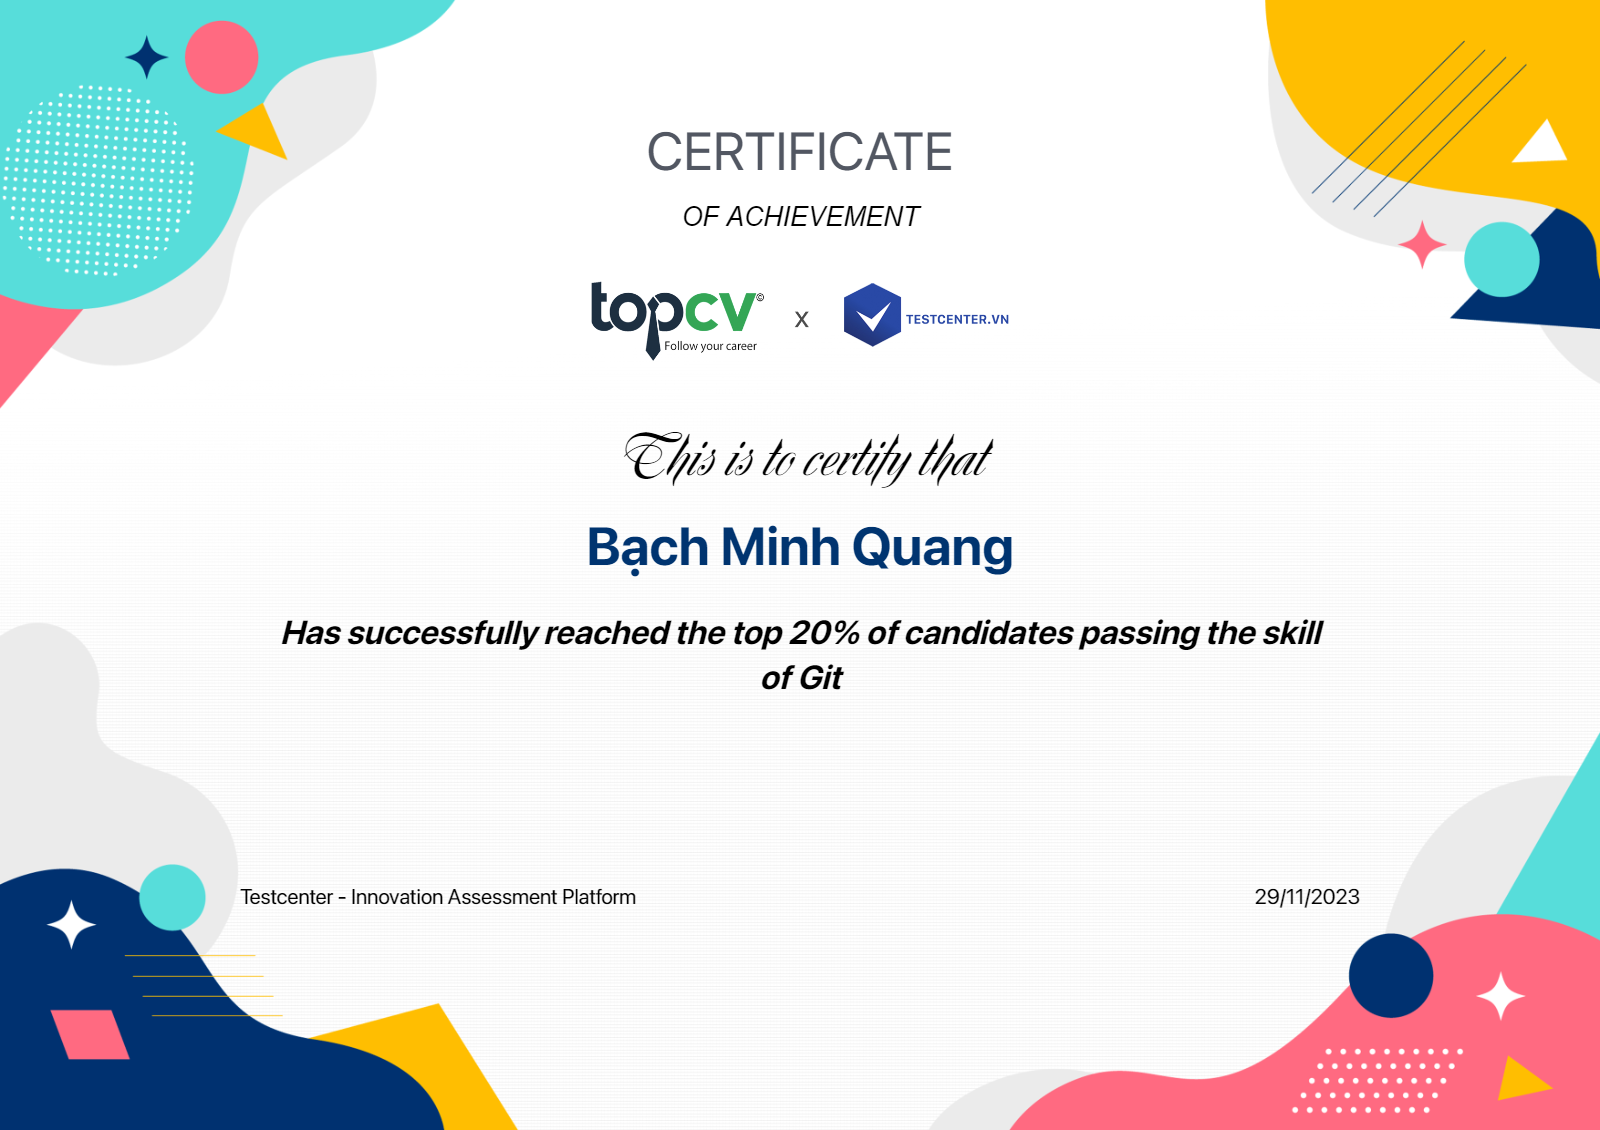 CERTIFICATE
OF ACHIEVEMENT
topcv©
Follow your career
x
TESTCENTER.VN
This is to certify that
Bạch Minh Quang
Has successfully reached the top 20% of candidates passing the skill
of Git
Testcenter - Innovation Assessment Platform
29/11/2023